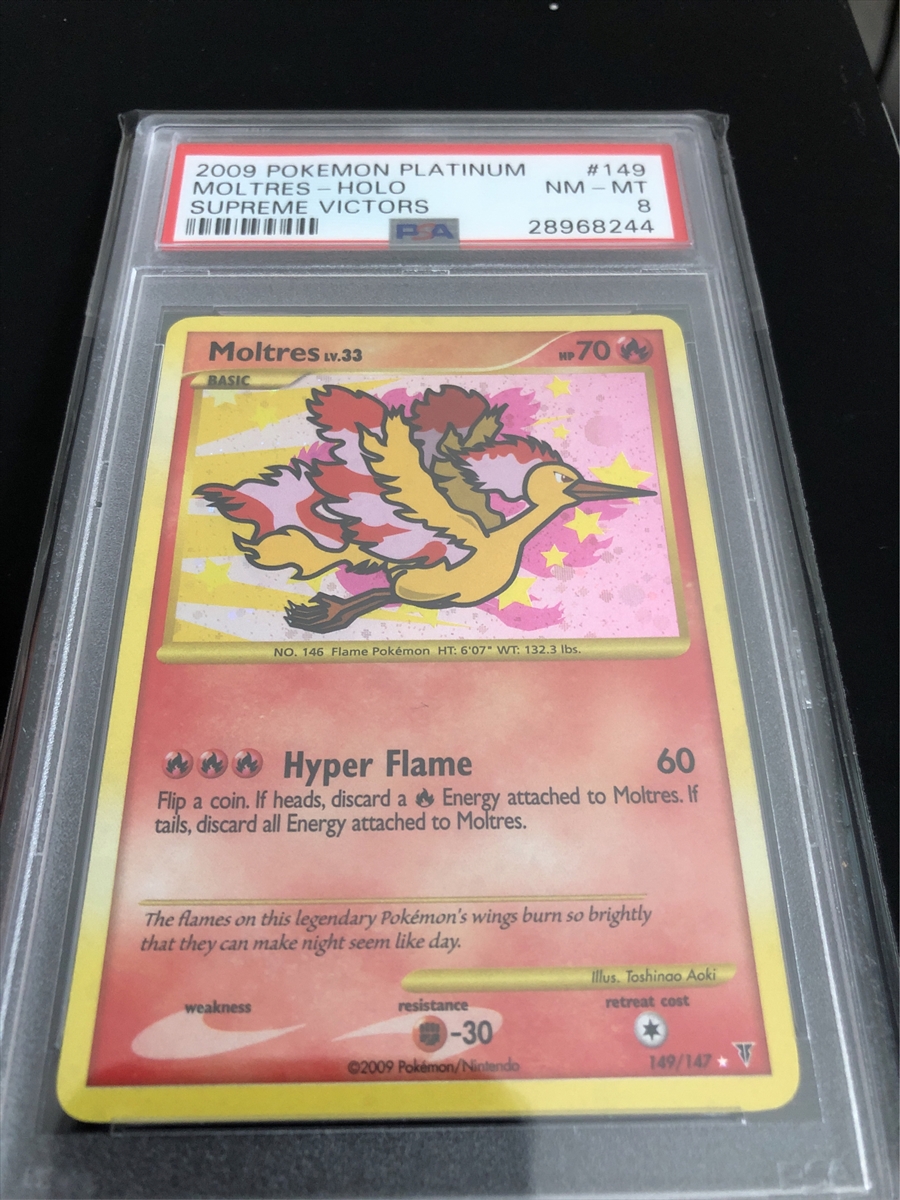 2009 POKEMON PLATINUM #149
MOLTRES - HOLO NM - MT
SUPREME VICTORS 8
PSA 28968244
Moltres LV.33 HP 70
BASIC
NO. 146 Flame Pokémon HT: 6'07" WT: 132.3 lbs.
Hyper Flame 60
Flip a coin. If heads, discard a Energy attached to Moltres. If
tails, discard all Energy attached to Moltres.
The flames on this legendary Pokémon's wings burn so brightly
that they can make night seem like day.
Illus. Toshinao Aoki
weakness resistance retreat cost
-30
©2009 Pokémon/Nintendo 149/147
PSA